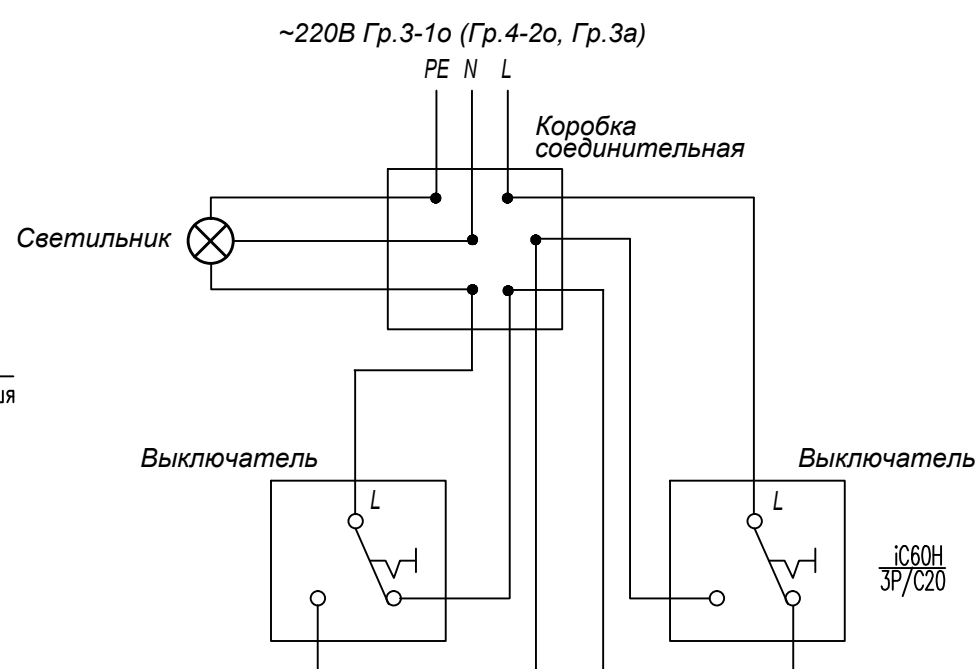 ~220В Гр.3-1о (Гр.4-2о, Гр.3а)
PE N L
Коробка
соединительная
Светильник
Выключатель
Выключатель
L
L
iC60H
3P/C20